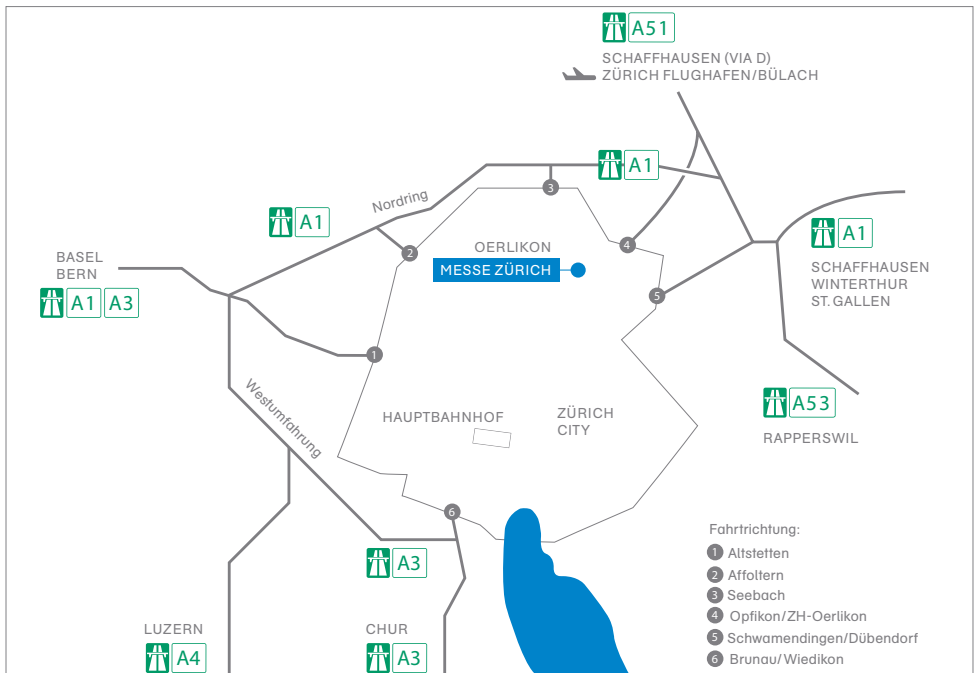 A51
SCHAFFHAUSEN (VIA D)
ZÜRICH FLUGHAFEN/BÜLACH
A1
3
Nordring
A1
2
4
OERLIKON
MESSE ZÜRICH
A1
SCHAFFHAUSEN
WINTERTHUR
ST. GALLEN
BASEL
BERN
A1 A3
5
1
Westumfahrung
HAUPTBAHNHOF
ZÜRICH
CITY
A53
RAPPERSWIL
6
A3
LUZERN
A4
CHUR
A3
Fahrtrichtung:
1 Altstetten
2 Affoltern
3 Seebach
4 Opfikon/ZH-Oerlikon
5 Schwamendingen/Dübendorf
6 Brunau/Wiedikon